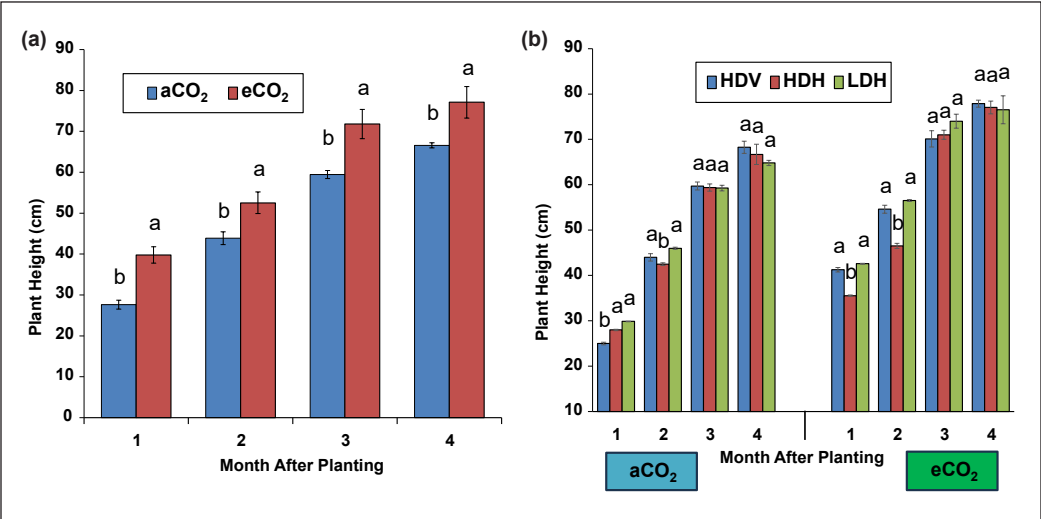 (a)
90
80
70
60
50
40
30
20
10
0
Plant Height (cm)
aCO₂ eCO₂
b a b a b a b a
1 2 3 4
Month After Planting
(b)
90
80
70
60
50
40
30
20
10
Plant Height (cm)
HDV HDH LDH
b a a a b a a a a a a a a b a a b a a a a a a a
1 2 3 4 1 2 3 4
Month After Planting
aCO₂ eCO₂